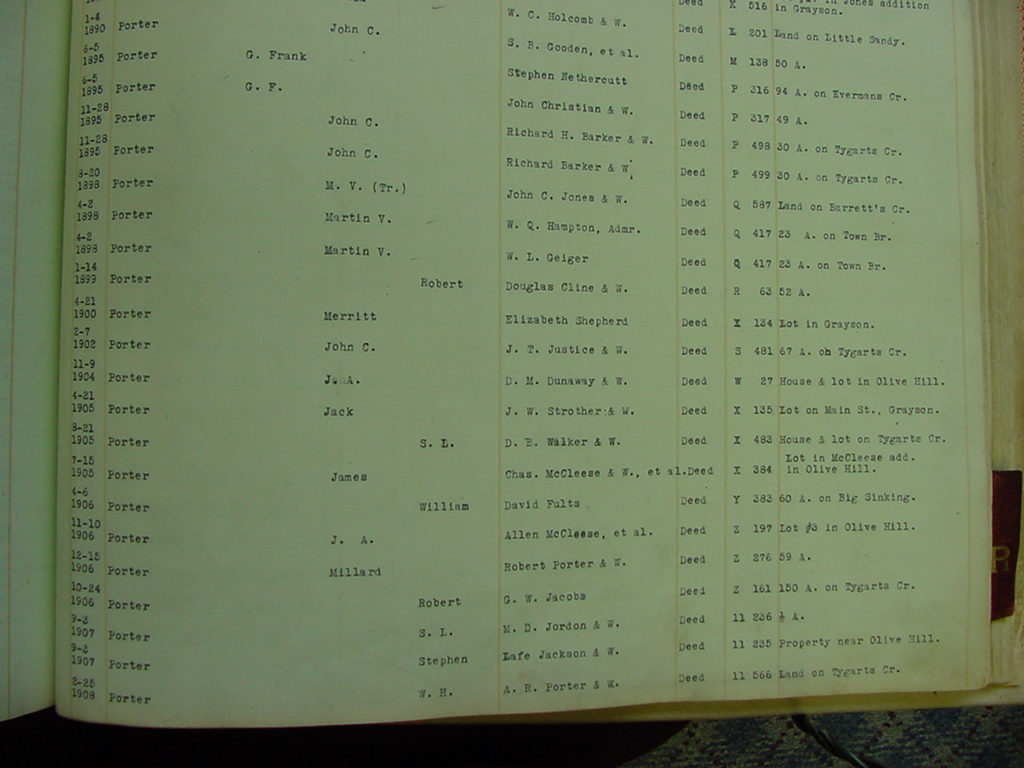 in Jones addition
W. C. Holcomb & W. Deed K 516 in Grayson.
L 201 Land on Little Sandy.
1-4
1890 Porter John C. S. B. Gooden, et al. Deed M 138 50 A.
6-5
1895 Porter G. Frank Stephen Nethercutt Deed P 316 94 A. on Evermans Cr.
6-5
1895 Porter G. F. John Christian & W. Deed P 317 49 A.
11-28
1895 Porter John C. Richard H. Barker & W. Deed P 498 30 A. on Tygarts Cr.
11-28
1895 Porter John C. Richard Barker & W. Deed P 499 30 A. on Tygarts Cr.
8-20
1898 Porter M. V. (Tr.) John C. Jones & W. Deed Q 587 Land on Barrett's Cr.
4-2
1898 Porter Martin V. W. Q. Hampton, Admr. Deed Q 417 23 A. on Town Br.
4-2
1898 Porter Martin V. W. L. Geiger Deed Q 417 23 A. on Town Br.
1-14
1899 Porter Robert Douglas Cline & W. Deed R 63 52 A.
4-21
1900 Porter Merritt Elizabeth Shepherd Deed X 134 Lot in Grayson.
2-7
1902 Porter John C. J. T. Justice & W. Deed S 481 67 A. oh Tygarts Cr.
11-9
1904 Porter J. A. D. M. Dunaway & W. Deed W 27 House & lot in Olive Hill.
4-21
1905 Porter Jack J. W. Strother & W. Deed X 135 Lot on Main St., Grayson.
8-21
1905 Porter S. L. D. B. Walker & W. Deed X 483 House & lot on Tygarts Cr.
7-15 Lot in McCleese add.
1905 Porter James Chas. McCleese & W., et al. Deed X 384 in Olive Hill.
4-6
1906 Porter William David Fults Deed Y 383 60 A. on Big Sinking.
11-10
1906 Porter J. A. Allen McCleese, et al. Deed Z 197 Lot #3 in Olive Hill.
12-15
1906 Porter Millard Robert Porter & W. Deed Z 276 59 A.
10-24
1906 Porter Robert G. W. Jacobs Deed Z 161 150 A. on Tygarts Cr.
9-3
1907 Porter S. L. M. D. Jordon & W. Deed 11 236 ½ A.
9-3
1907 Porter Stephen Lafe Jackson & W. Deed 11 235 Property near Olive Hill.
2-25
1908 Porter W. H. A. R. Porter & W. Deed 11 566 Land on Tygarts Cr.
R